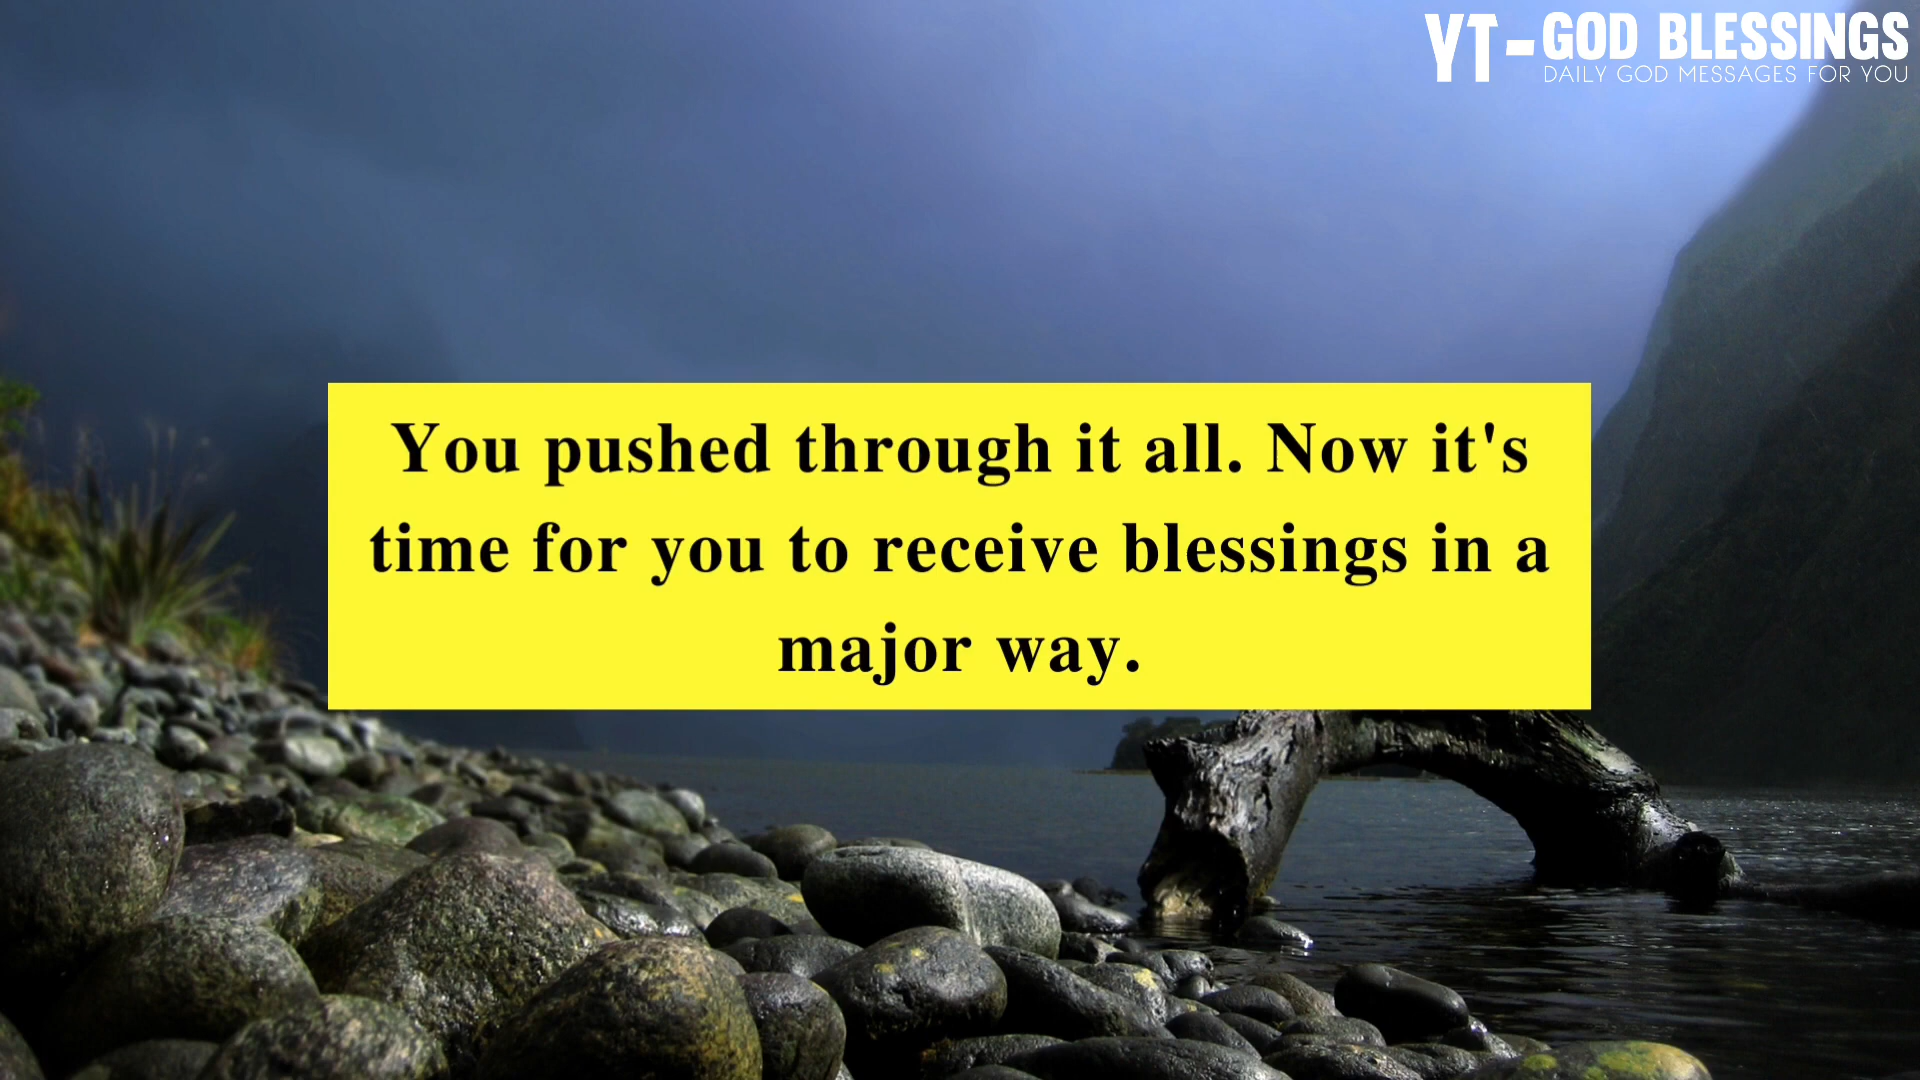 YT-GOD BLESSINGS
DAILY GOD MESSAGES FOR YOU
You pushed through it all. Now it's
time for you to receive blessings in a
major way.